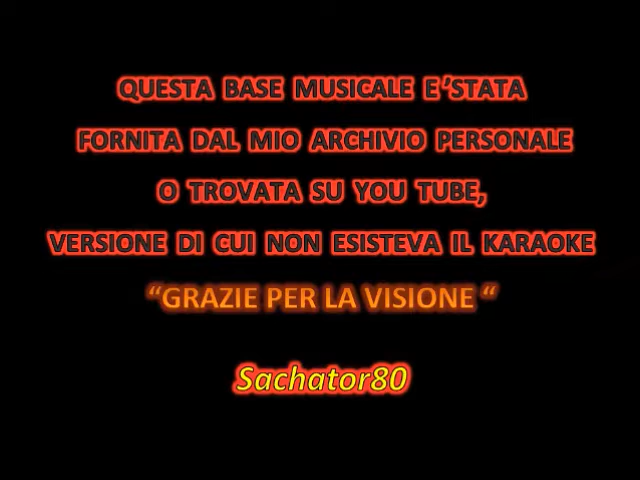 QUESTA BASE MUSICALE E 'STATA
FORNITA DAL MIO ARCHIVIO PERSONALE
O TROVATA SU YOU TUBE,
VERSIONE DI CUI NON ESISTEVA IL KARAOKE
“GRAZIE PER LA VISIONE “
Sachator80